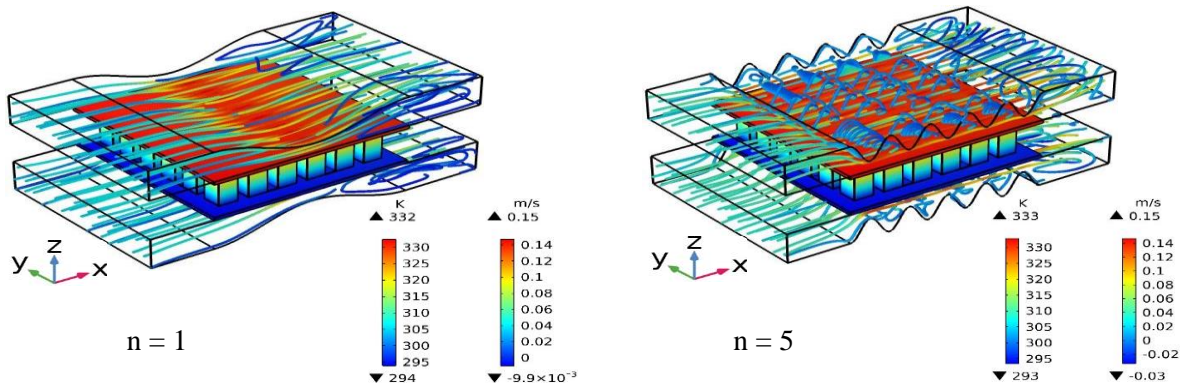 K m/s
▲ 332 ▲ 0.15
330 0.14
325 0.12
320 0.1
315 0.08
310 0.06
305 0.04
300 0.02
295 0
▼ 294 ▼ -9.9×10⁻³
y z x
n = 1
K m/s
▲ 333 ▲ 0.15
330 0.14
325 0.12
320 0.1
315 0.08
310 0.06
305 0.04
300 0.02
295 0
-0.02
▼ 293 ▼ -0.03
y z x
n = 5